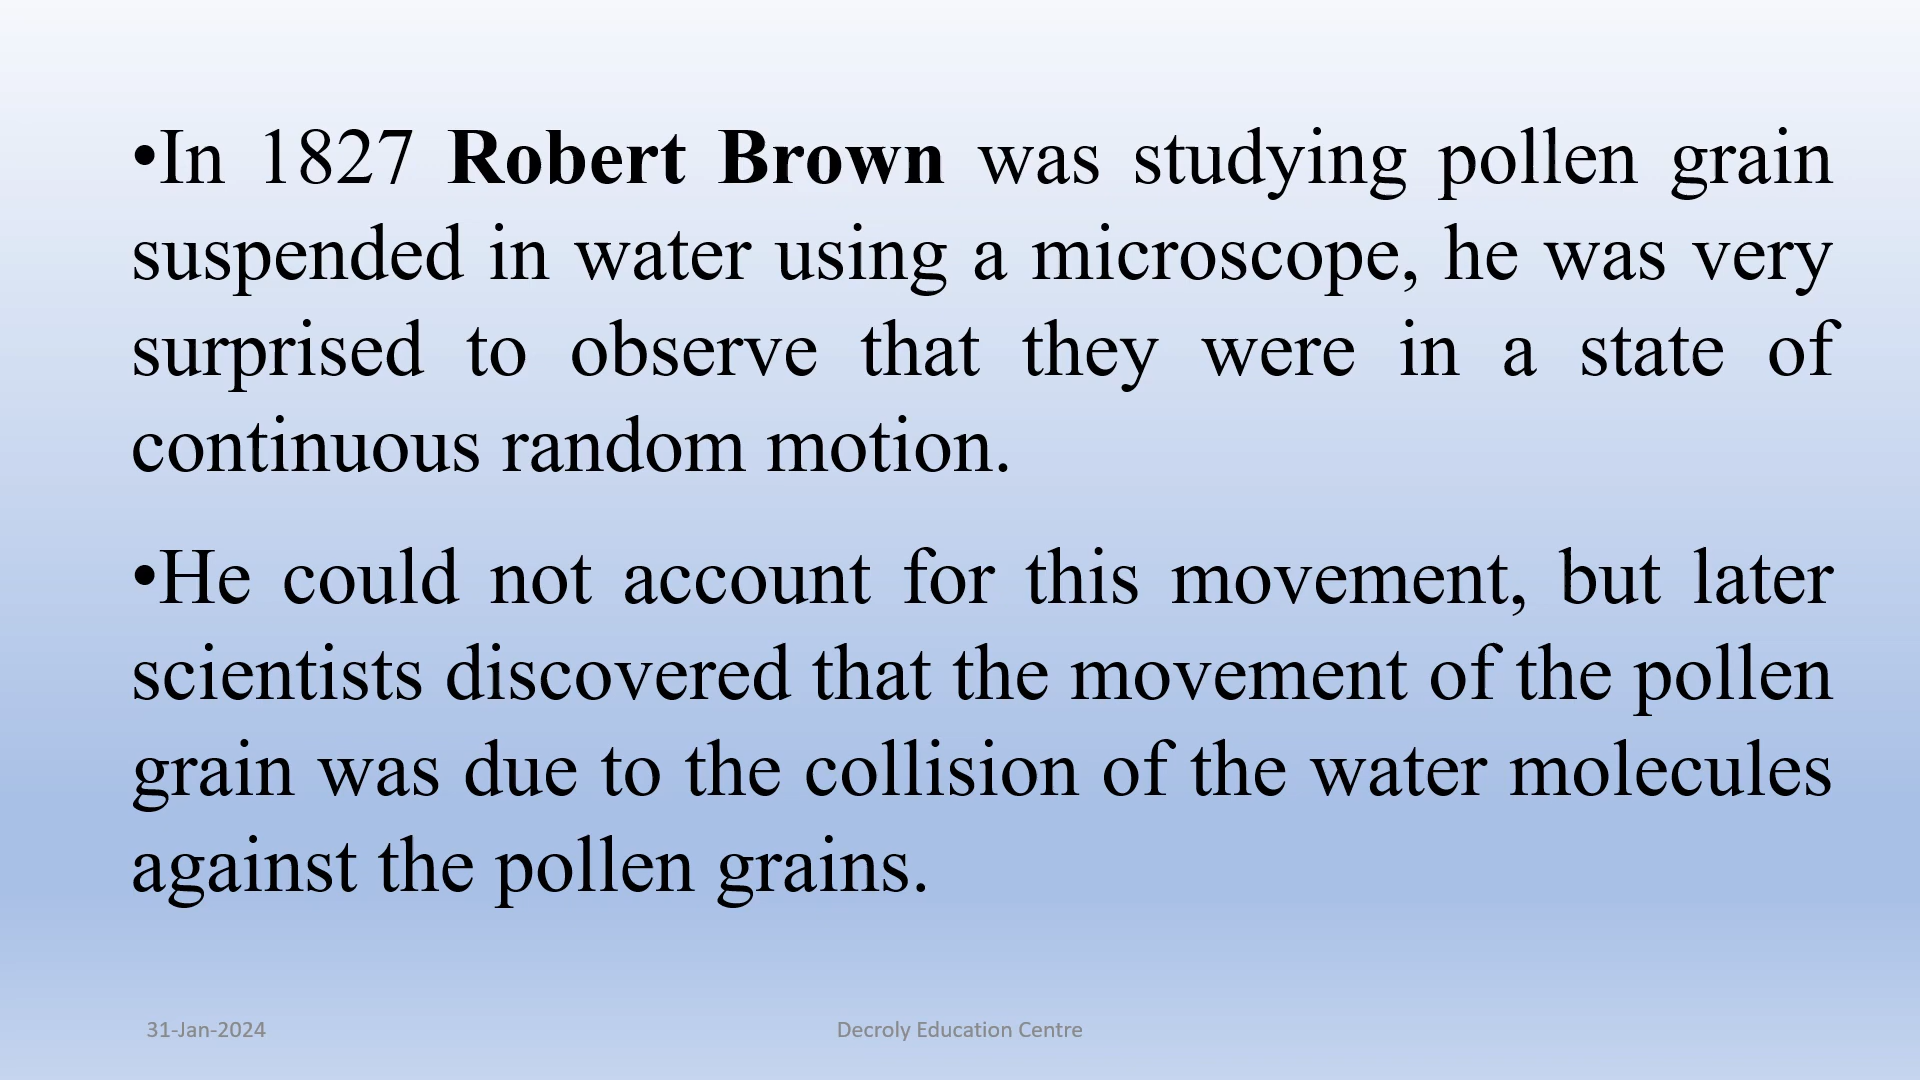 •In 1827 Robert Brown was studying pollen grain
suspended in water using a microscope, he was very
surprised to observe that they were in a state of
continuous random motion.
•He could not account for this movement, but later
scientists discovered that the movement of the pollen
grain was due to the collision of the water molecules
against the pollen grains.
31-Jan-2024
Decroly Education Centre